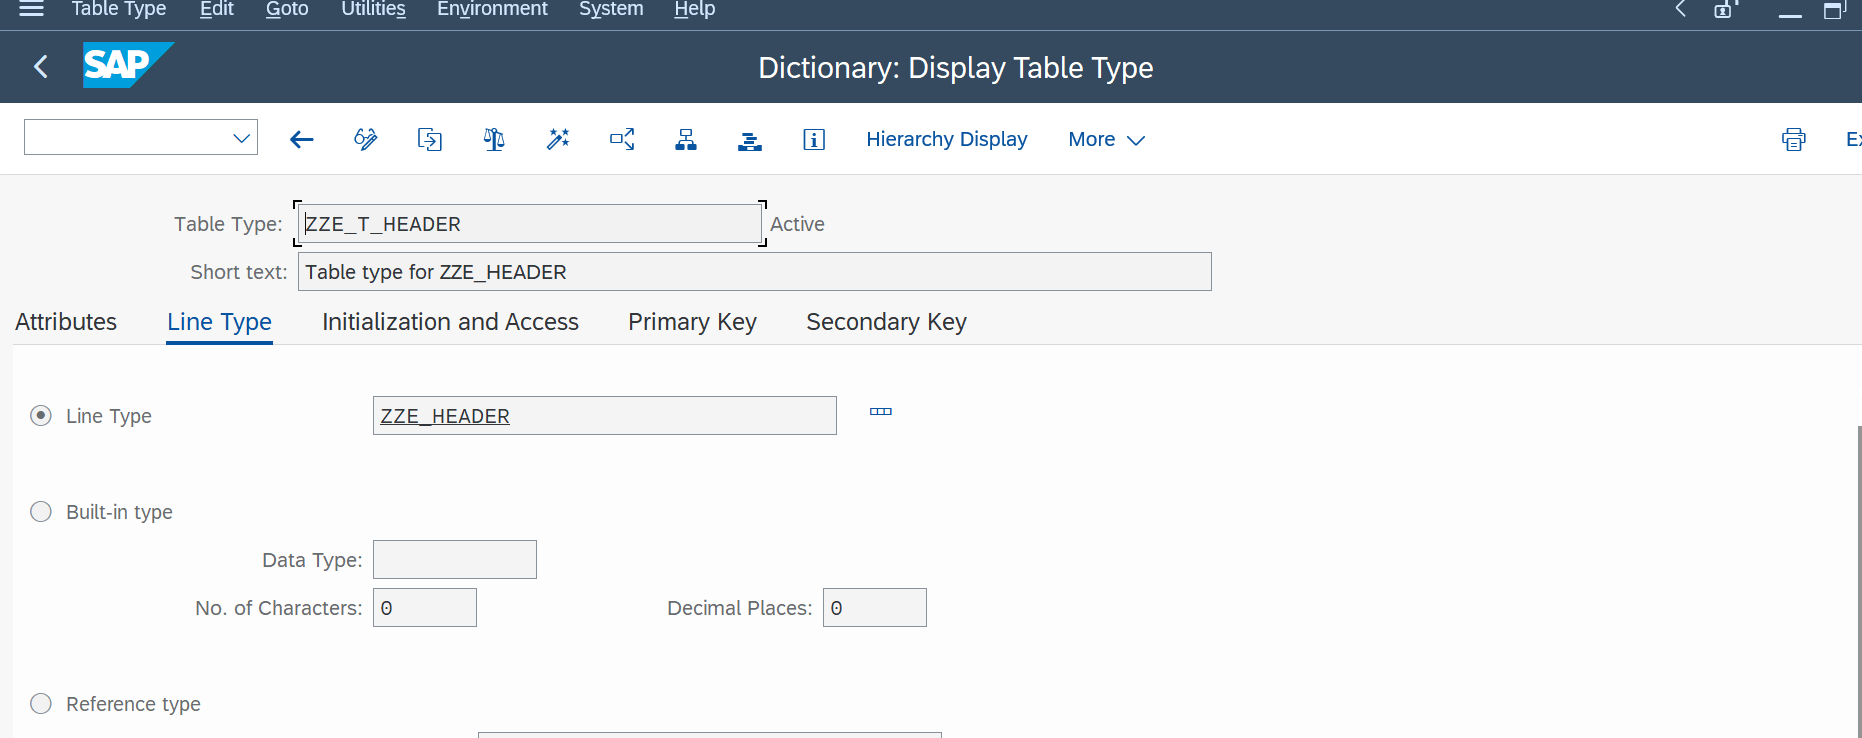 Table Type Edit Goto Utilities Environment System Help
SAP Dictionary: Display Table Type
Hierarchy Display More
Table Type: ZZE_T_HEADER Active
Short text: Table type for ZZE_HEADER
Attributes Line Type Initialization and Access Primary Key Secondary Key
Line Type ZZE_HEADER
Built-in type
Data Type:
No. of Characters: 0 Decimal Places: 0
Reference type